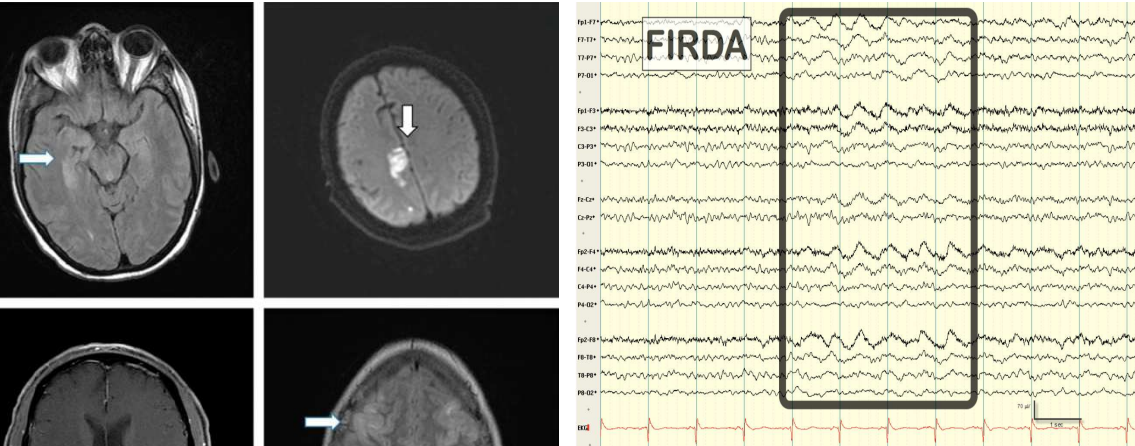 FIRDA
Fp1-F7*
F7-T7*
T7-P7*
P7-O1*
Fp1-F3*
F3-C3*
C3-P3*
P3-O1*
Fz-Cz*
Cz-Pz*
Fp2-F4*
F4-C4*
C4-P4*
P4-O2*
Fp2-F8*
F8-T8*
T8-P8*
P8-O2*
EKG
70 µV
1 sec